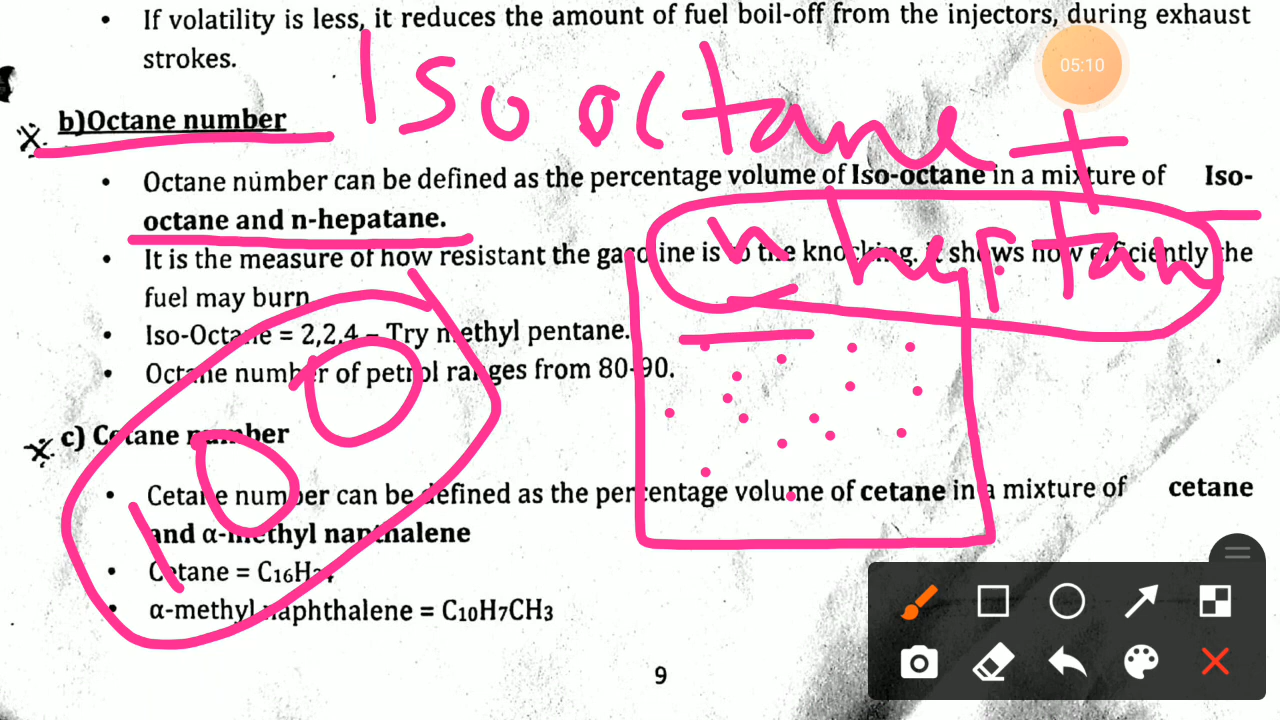 • If volatility is less, it reduces the amount of fuel boil-off from the injectors, during exhaust
strokes.
05:10
Iso octane +
b)Octane number
• Octane number can be defined as the percentage volume of Iso-octane in a mixture of Iso-
octane and n-hepatane.
n heptan
• It is the measure of how resistant the gasoline is to the knocking. it shows how efficiently the
fuel may burn
• Iso-Octane = 2,2,4 – Try methyl pentane.
• Octane number of petrol ranges from 80-90.
100
c) Cetane number
• Cetane number can be defined as the percentage volume of cetane in a mixture of cetane
and α-methyl napthalene
• Cetane = C16H34
• α-methyl naphthalene = C10H7CH3
9